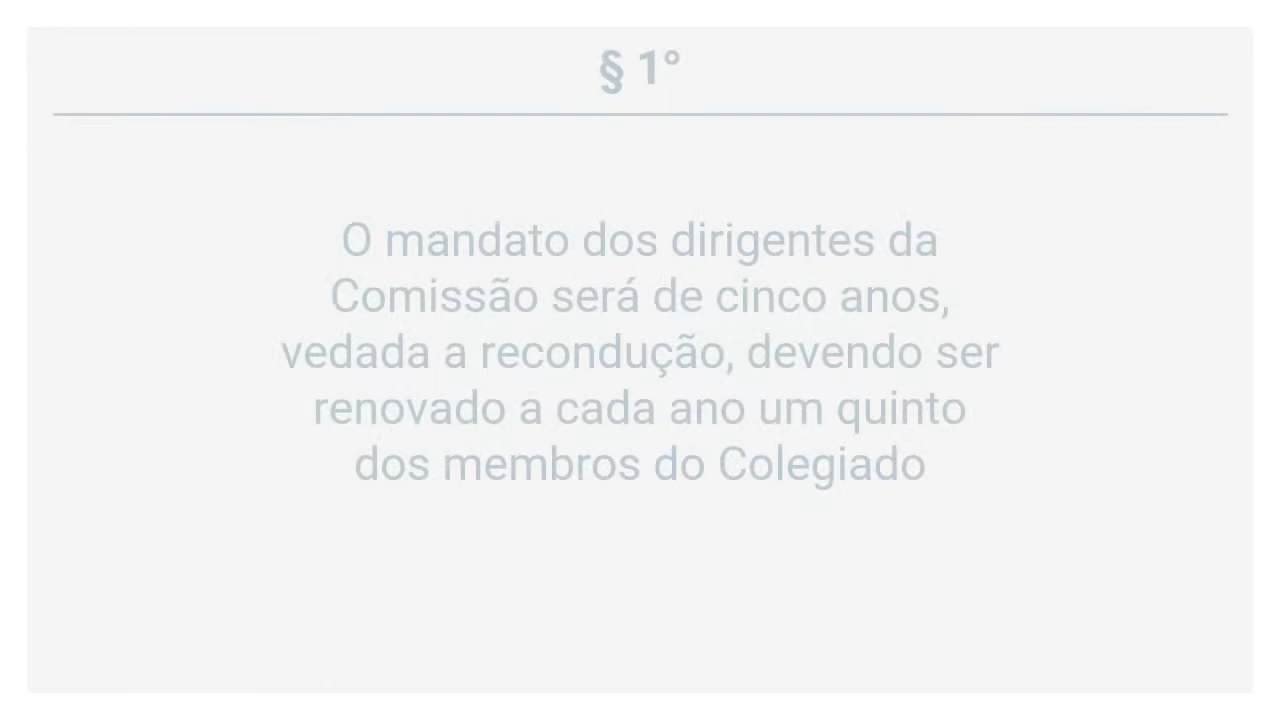 § 1°
O mandato dos dirigentes da
Comissão será de cinco anos,
vedada a recondução, devendo ser
renovado a cada ano um quinto
dos membros do Colegiado